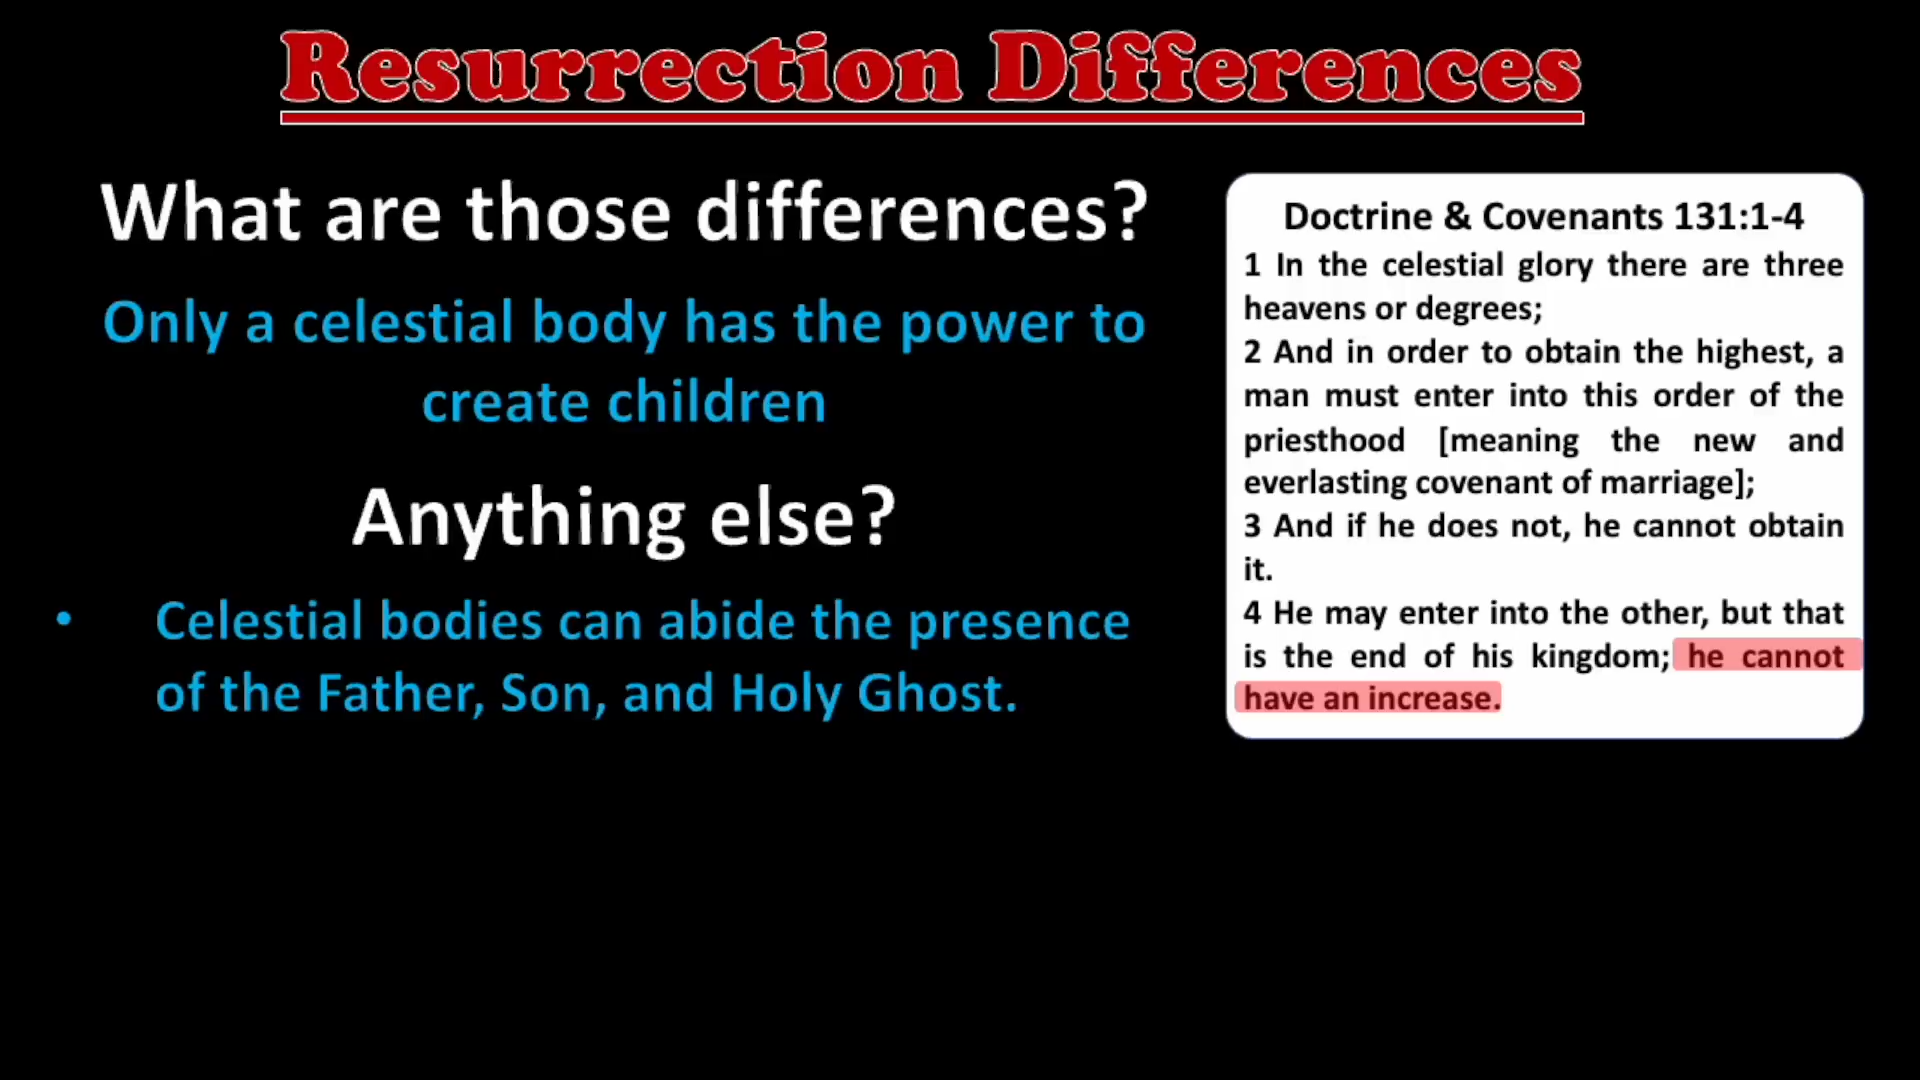 Resurrection Differences
What are those differences?
Only a celestial body has the power to
create children
Anything else?
• Celestial bodies can abide the presence
of the Father, Son, and Holy Ghost.
Doctrine & Covenants 131:1-4
1 In the celestial glory there are three
heavens or degrees;
2 And in order to obtain the highest, a
man must enter into this order of the
priesthood [meaning the new and
everlasting covenant of marriage];
3 And if he does not, he cannot obtain
it.
4 He may enter into the other, but that
is the end of his kingdom; he cannot
have an increase.